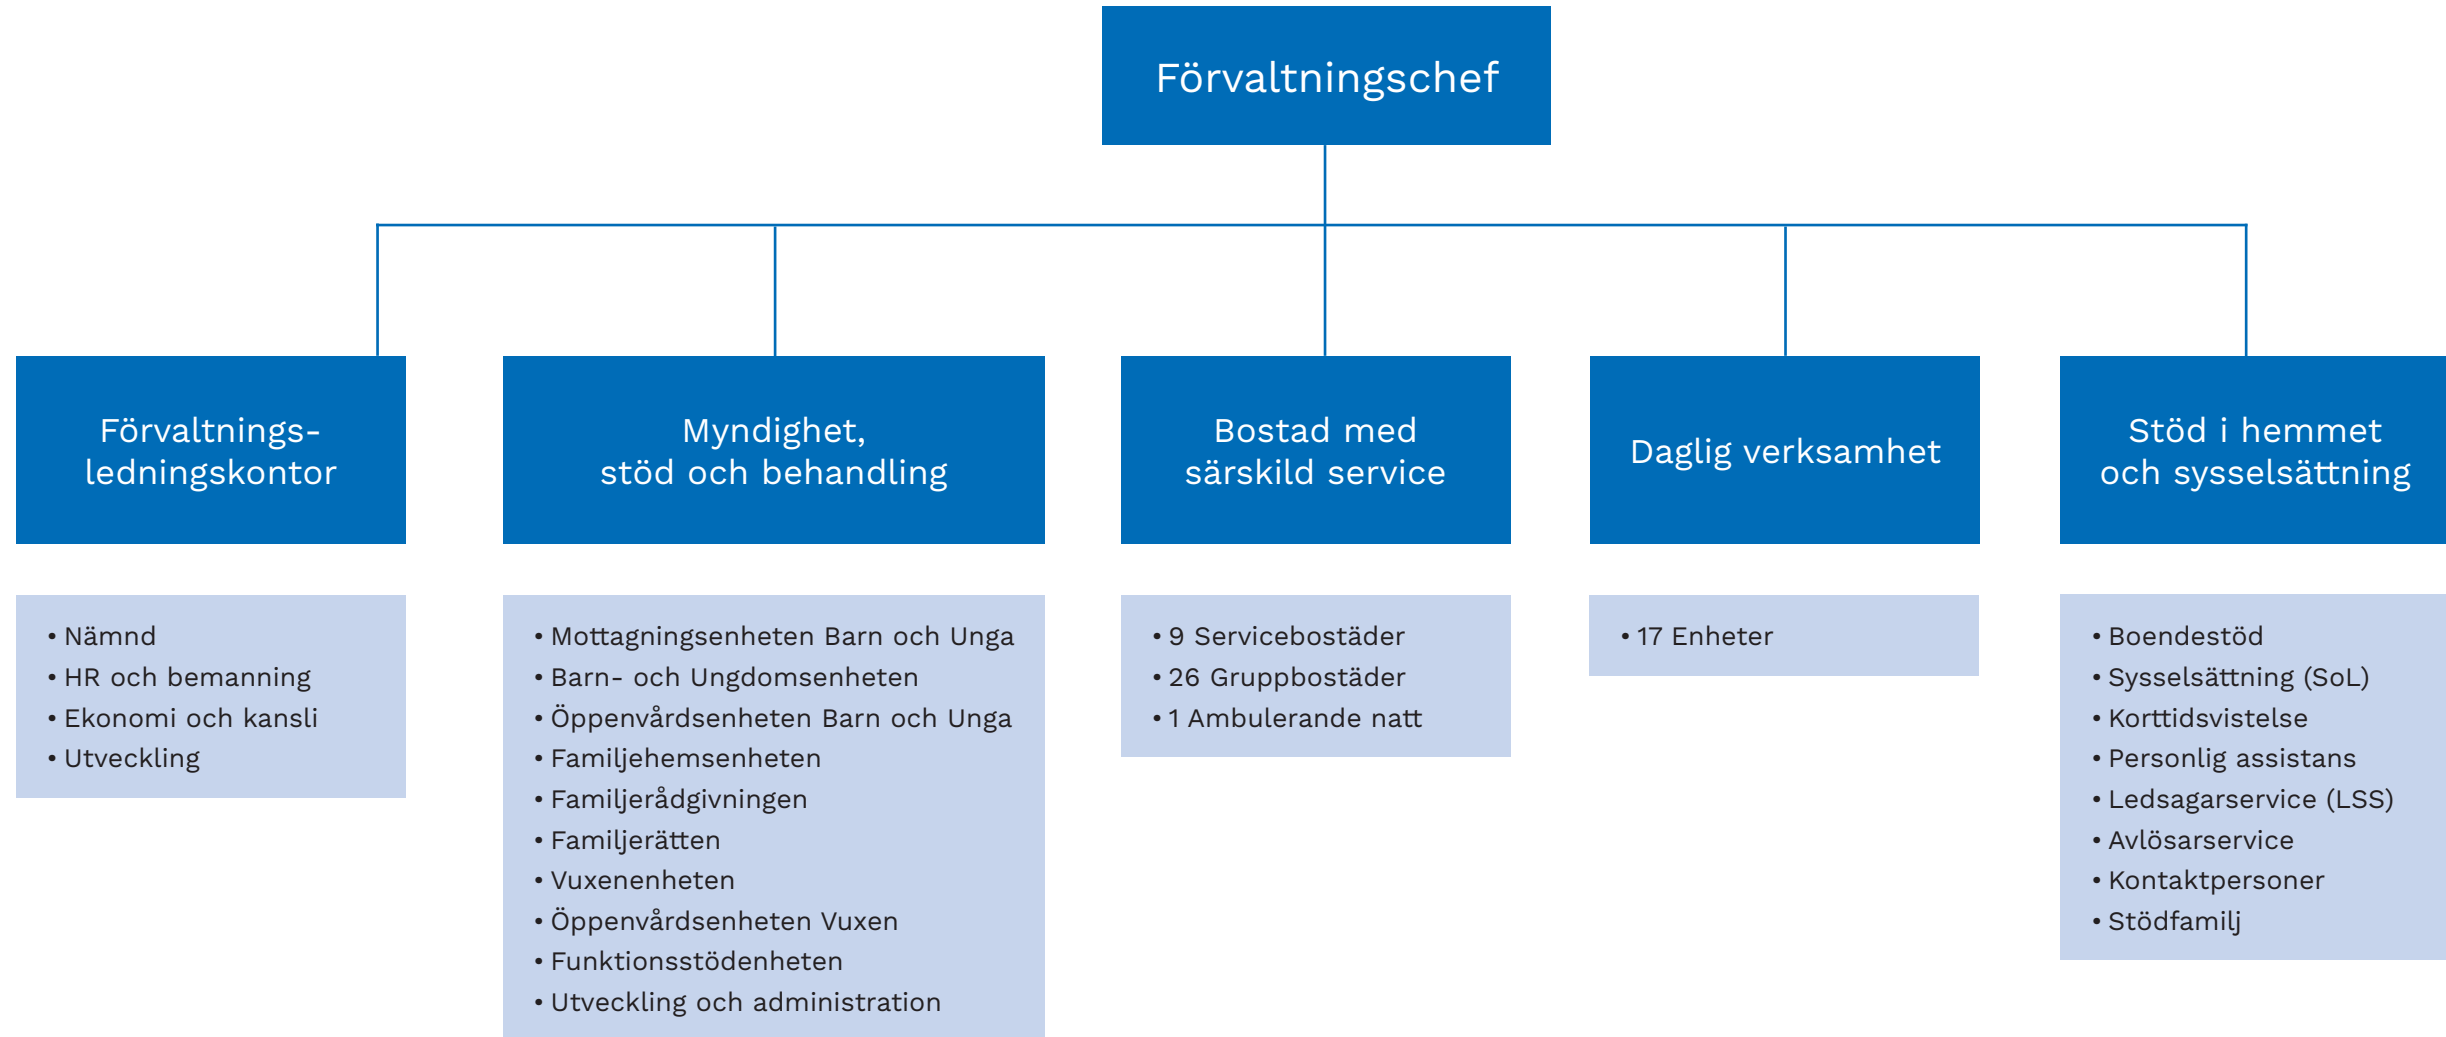 Förvaltningschef
Förvaltnings-
ledningskontor
Myndighet,
stöd och behandling
Bostad med
särskild service
Daglig verksamhet
Stöd i hemmet
och sysselsättning
• Nämnd
• HR och bemanning
• Ekonomi och kansli
• Utveckling
• Mottagningsenheten Barn och Unga
• Barn- och Ungdomsenheten
• Öppenvårdsenheten Barn och Unga
• Familjehemsenheten
• Familjerådgivningen
• Familjerätten
• Vuxenenheten
• Öppenvårdsenheten Vuxen
• Funktionsstödenheten
• Utveckling och administration
• 9 Servicebostäder
• 26 Gruppbostäder
• 1 Ambulerande natt
• 17 Enheter
• Boendestöd
• Sysselsättning (SoL)
• Korttidsvistelse
• Personlig assistans
• Ledsagarservice (LSS)
• Avlösarservice
• Kontaktpersoner
• Stödfamilj